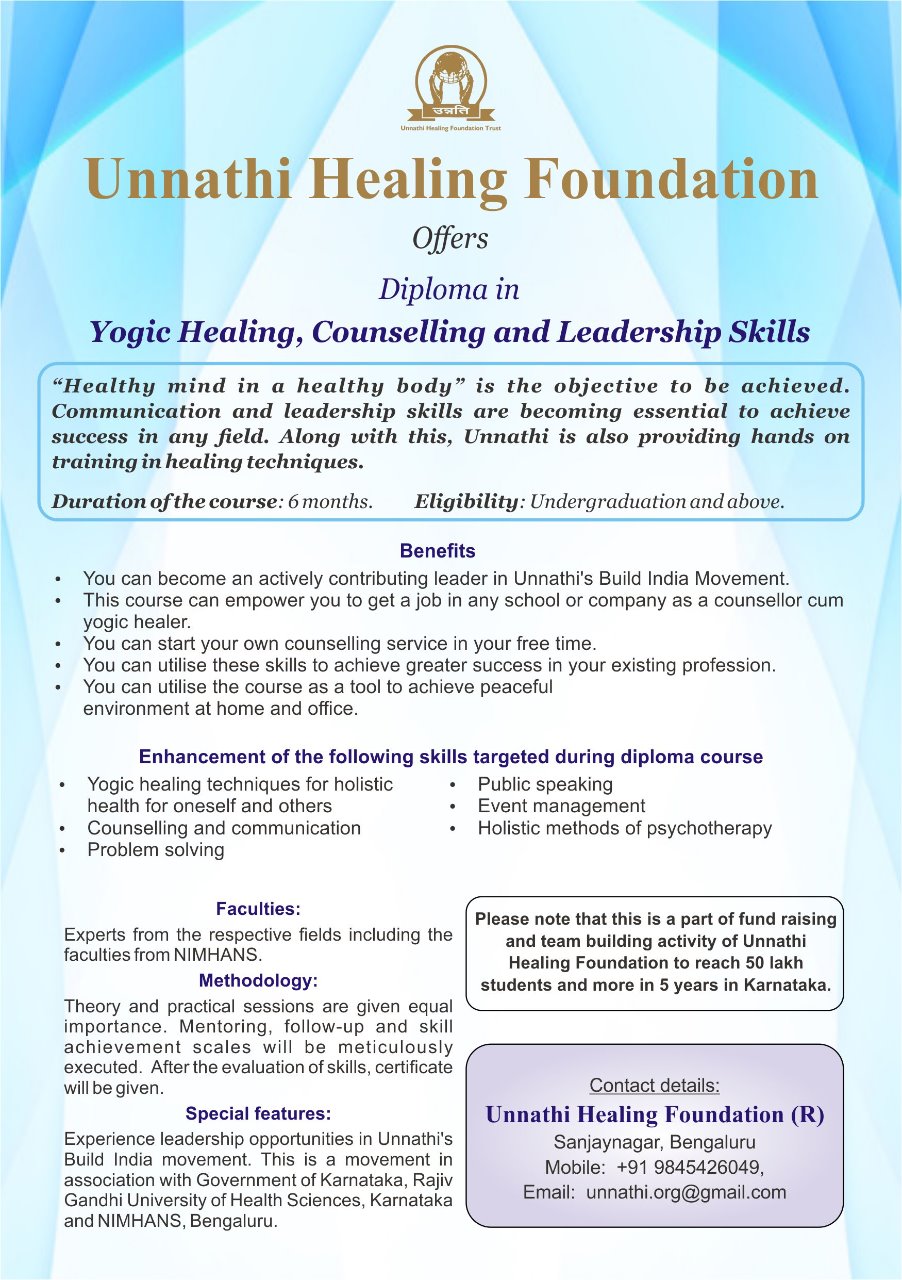 उन्नति
Unnathi Healing Foundation Trust
Unnathi Healing Foundation
Offers
Diploma in
Yogic Healing, Counselling and Leadership Skills
“Healthy mind in a healthy body” is the objective to be achieved.
Communication and leadership skills are becoming essential to achieve
success in any field. Along with this, Unnathi is also providing hands on
training in healing techniques.
Duration of the course: 6 months. Eligibility: Undergraduation and above.
Benefits
• You can become an actively contributing leader in Unnathi's Build India Movement.
• This course can empower you to get a job in any school or company as a counsellor cum
yogic healer.
• You can start your own counselling service in your free time.
• You can utilise these skills to achieve greater success in your existing profession.
• You can utilise the course as a tool to achieve peaceful
environment at home and office.
Enhancement of the following skills targeted during diploma course
• Yogic healing techniques for holistic
health for oneself and others
• Counselling and communication
• Problem solving
• Public speaking
• Event management
• Holistic methods of psychotherapy
Faculties:
Experts from the respective fields including the
faculties from NIMHANS.
Methodology:
Theory and practical sessions are given equal
importance. Mentoring, follow-up and skill
achievement scales will be meticulously
executed. After the evaluation of skills, certificate
will be given.
Special features:
Experience leadership opportunities in Unnathi's
Build India movement. This is a movement in
association with Government of Karnataka, Rajiv
Gandhi University of Health Sciences, Karnataka
and NIMHANS, Bengaluru.
Please note that this is a part of fund raising
and team building activity of Unnathi
Healing Foundation to reach 50 lakh
students and more in 5 years in Karnataka.
Contact details:
Unnathi Healing Foundation (R)
Sanjaynagar, Bengaluru
Mobile: +91 9845426049,
Email: unnathi.org@gmail.com